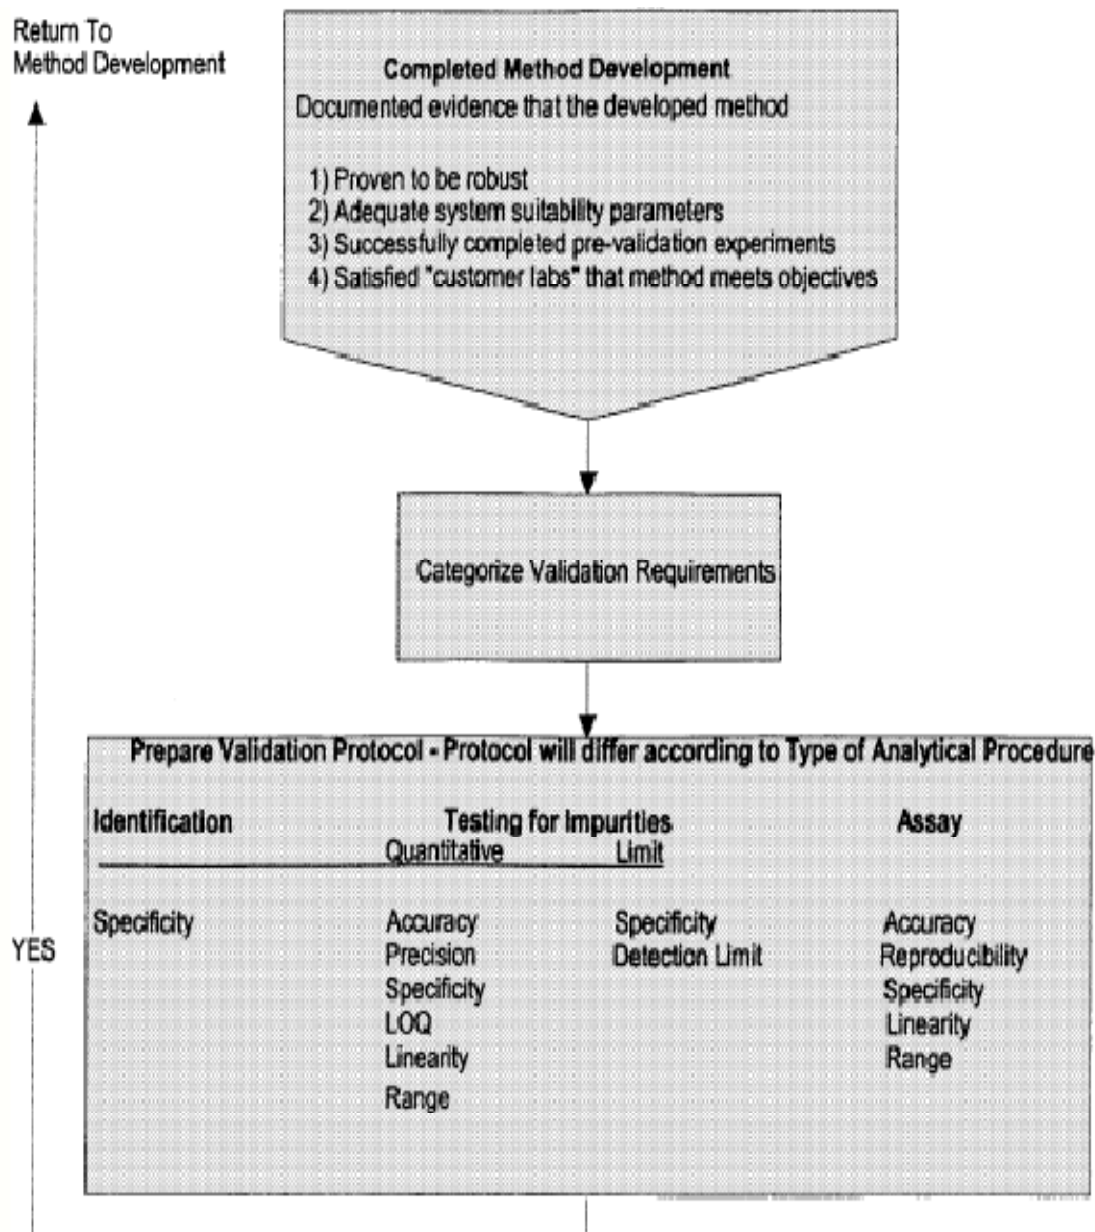 Return To
Method Development
Completed Method Development
Documented evidence that the developed method
1) Proven to be robust
2) Adequate system suitability parameters
3) Successfully completed pre-validation experiments
4) Satisfied "customer labs" that method meets objectives
Categorize Validation Requirements
Prepare Validation Protocol - Protocol will differ according to Type of Analytical Procedure
Identification Testing for Impurities Assay
Quantitative Limit
Specificity Accuracy Specificity Accuracy
YES Precision Detection Limit Reproducibility
Specificity Specificity
LOQ Linearity
Linearity Range
Range